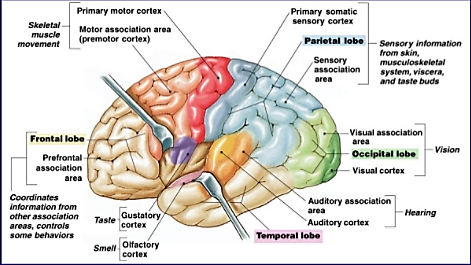 Skeletal
muscle
movement
Primary motor cortex
Motor association area
(premotor cortex)
Primary somatic
sensory cortex
Parietal lobe
Sensory
association
area
Sensory information
from skin,
musculoskeletal
system, viscera,
and taste buds
Frontal lobe
Prefrontal
association
area
Coordinates
information from
other association
areas, controls
some behaviors
Visual association
area
Occipital lobe
Visual cortex
Vision
Taste
Gustatory
cortex
Smell
Olfactory
cortex
Auditory association
area
Auditory cortex
Hearing
Temporal lobe